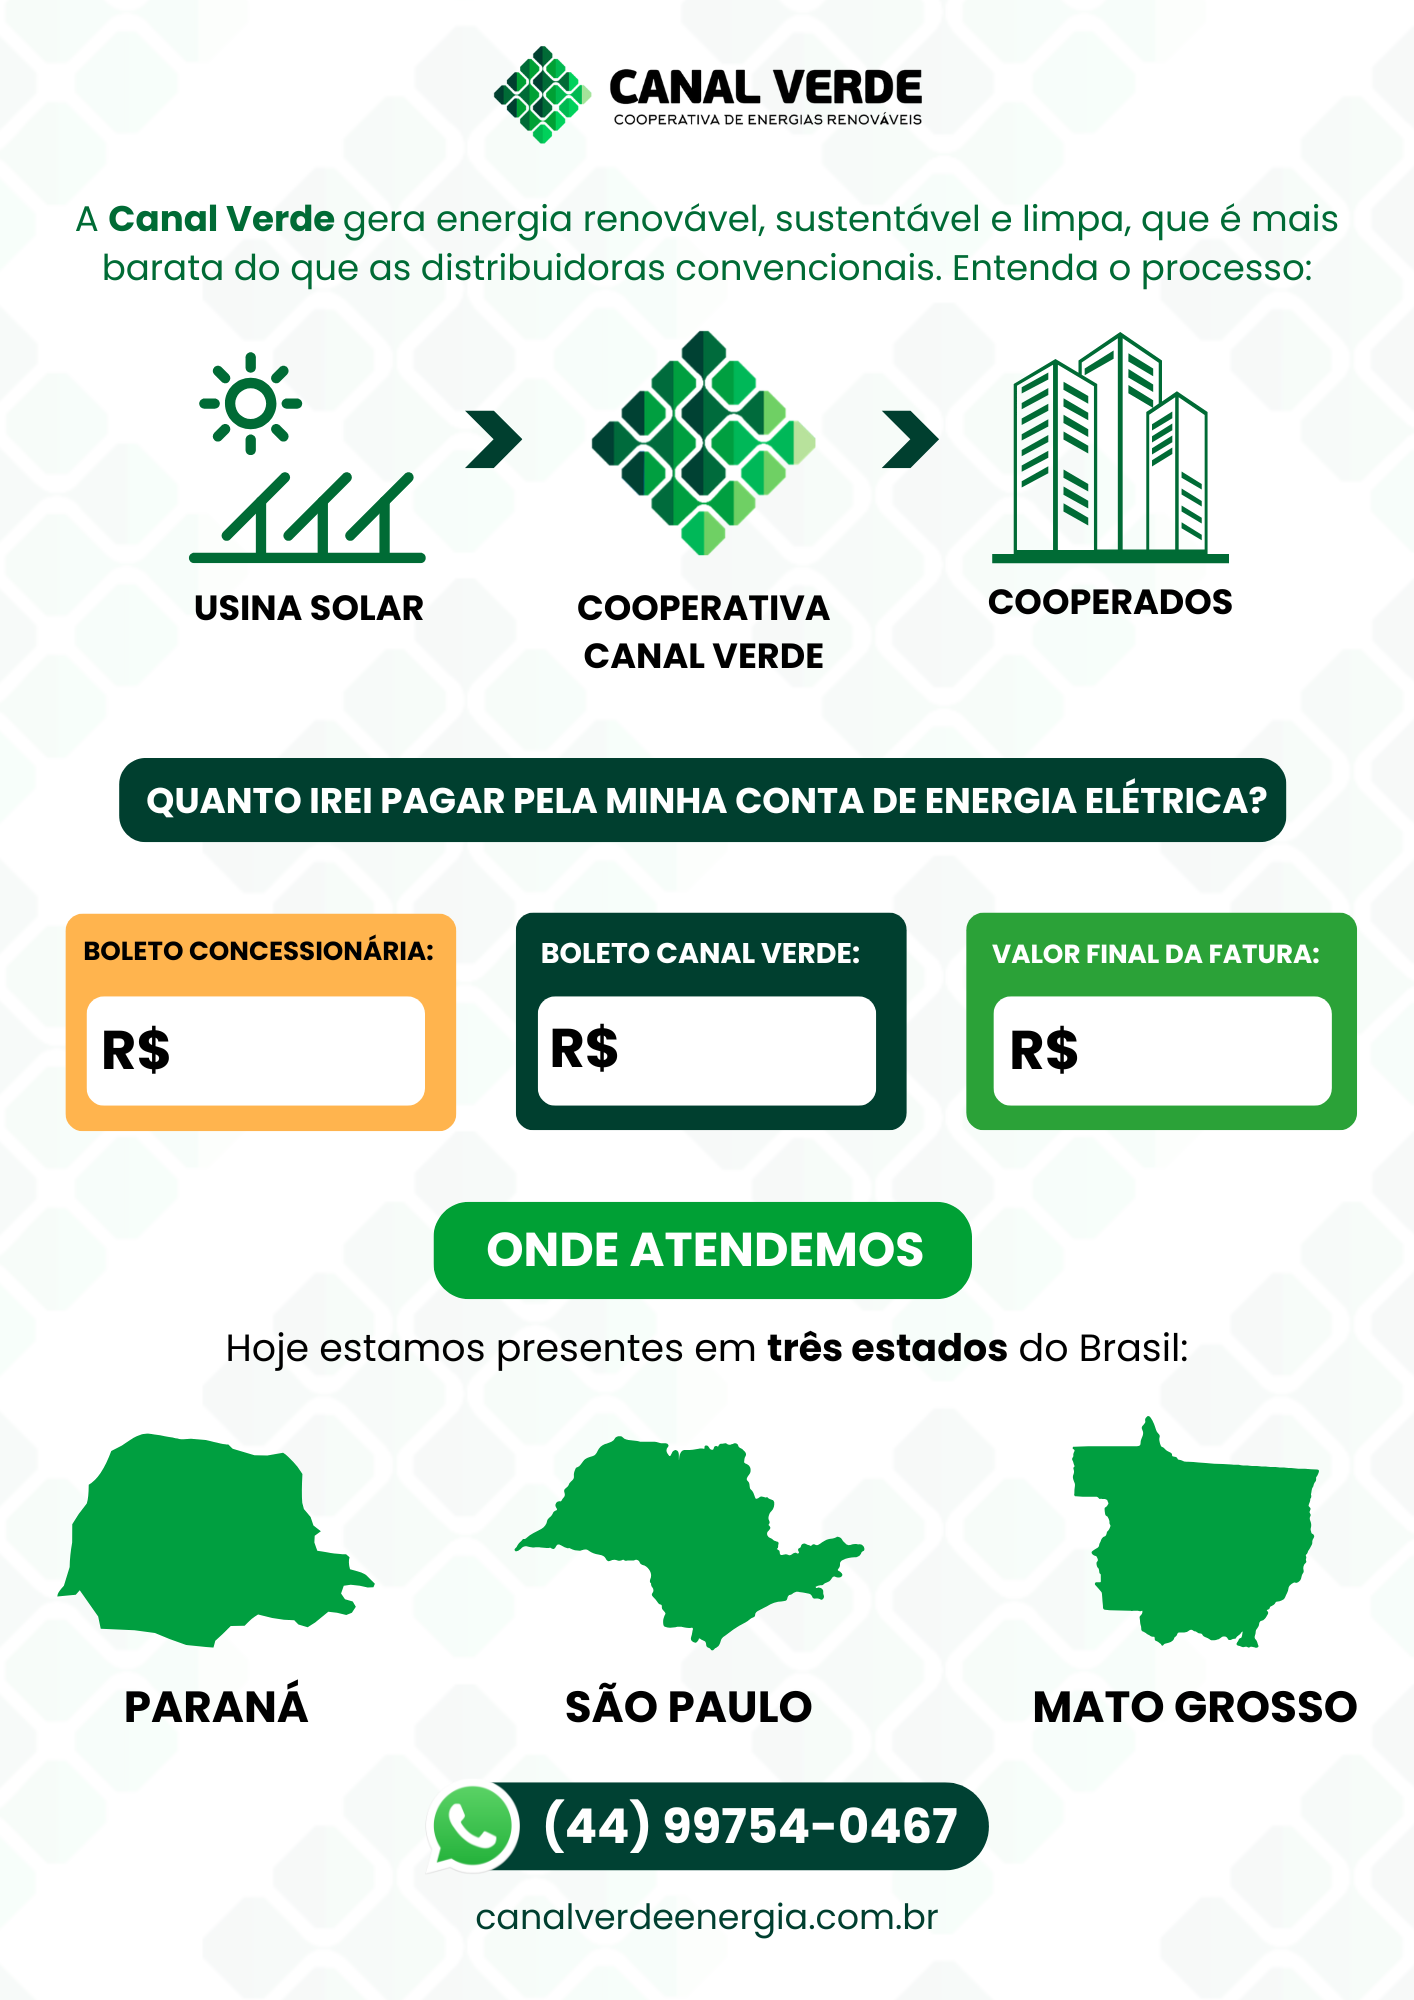 CANAL VERDE
COOPERATIVA DE ENERGIAS RENOVÁVEIS
A Canal Verde gera energia renovável, sustentável e limpa, que é mais
barata do que as distribuidoras convencionais. Entenda o processo:
USINA SOLAR
COOPERATIVA
CANAL VERDE
COOPERADOS
QUANTO IREI PAGAR PELA MINHA CONTA DE ENERGIA ELÉTRICA?
BOLETO CONCESSIONÁRIA:
R$
BOLETO CANAL VERDE:
R$
VALOR FINAL DA FATURA:
R$
ONDE ATENDEMOS
Hoje estamos presentes em três estados do Brasil:
PARANÁ
SÃO PAULO
MATO GROSSO
(44) 99754-0467
canalverdeenergia.com.br